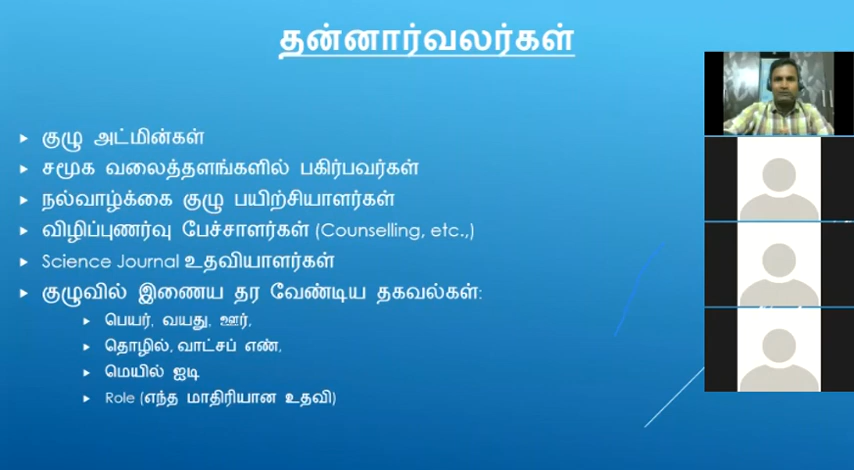 தன்னார்வலர்கள்
குழு அட்மின்கள்
சமூக வலைத்தளங்களில் பகிர்பவர்கள்
நல்வாழ்க்கை குழு பயிற்சியாளர்கள்
விழிப்புணர்வு பேச்சாளர்கள் (Counselling, etc.,)
Science Journal உதவியாளர்கள்
குழுவில் இணைய தர வேண்டிய தகவல்கள்:
பெயர், வயது, ஊர்,
தொழில், வாட்சப் எண்,
மெயில் ஐடி
Role (எந்த மாதிரியான உதவி)